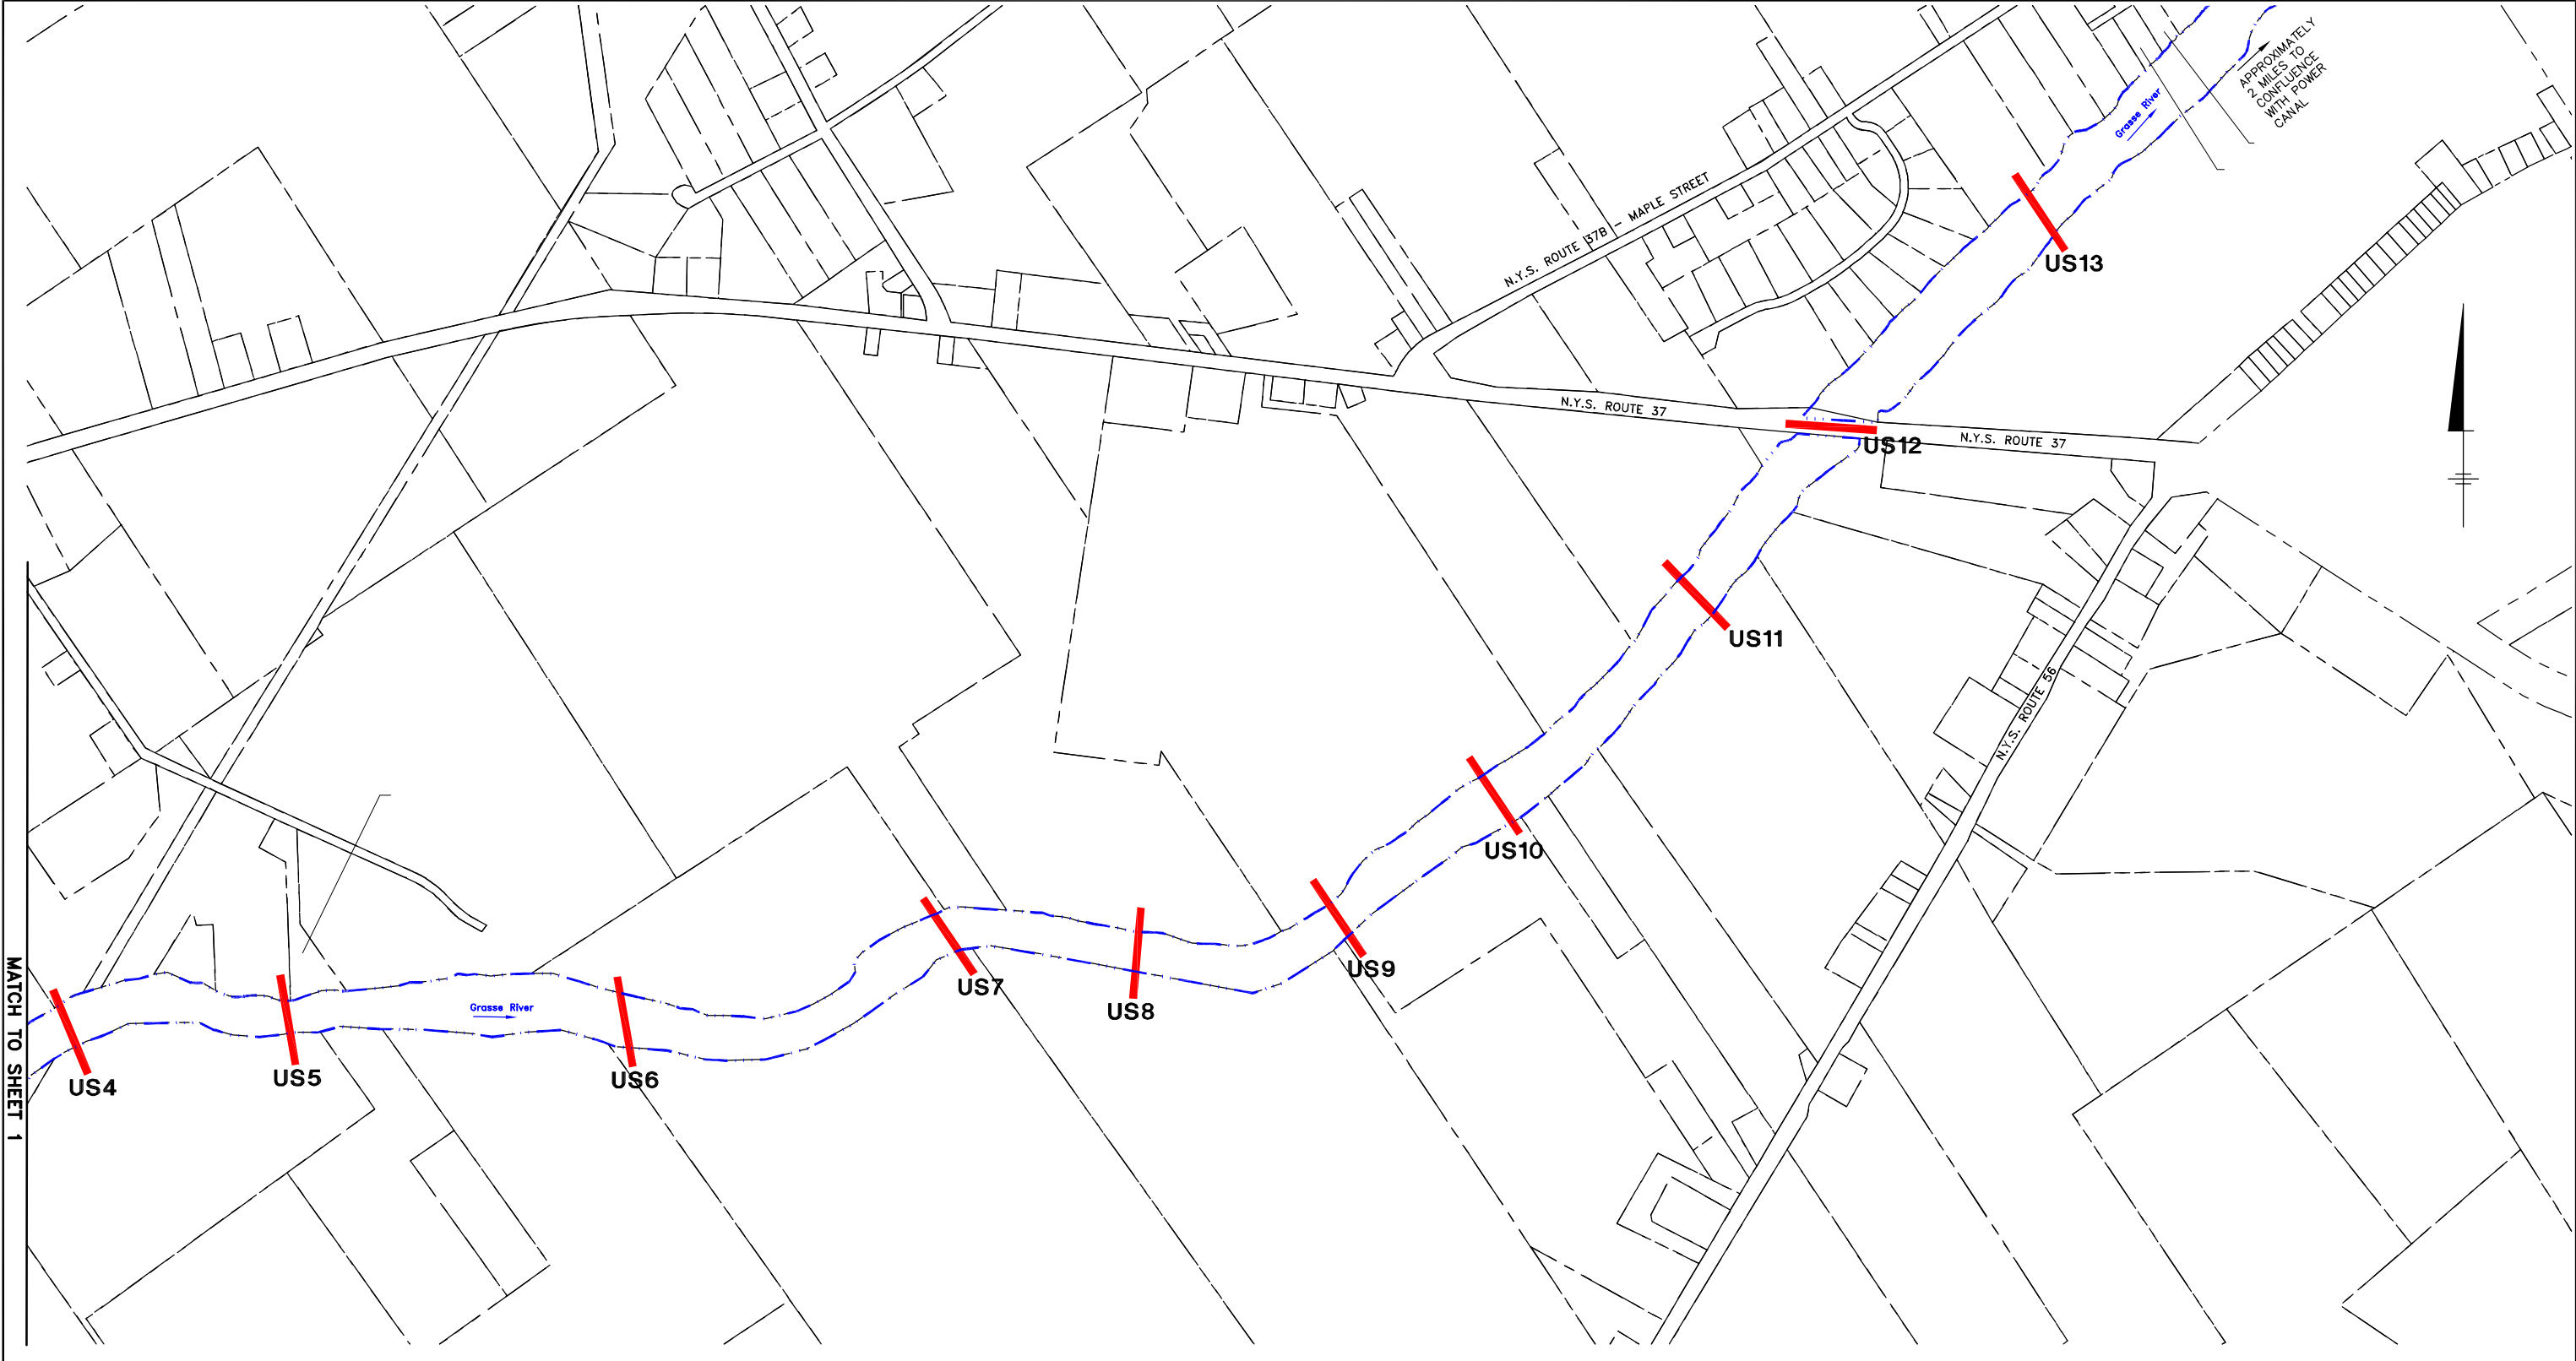 APPROXIMATELY
2 MILES TO
CONFLUENCE
WITH POWER
CANAL
Grasse River
N.Y.S. ROUTE 37B - MAPLE STREET
US13
N.Y.S. ROUTE 37
US12
N.Y.S. ROUTE 37
US11
N.Y.S. ROUTE 56
US10
US9
US7
US8
Grasse River
US4
US5
US6
MATCH TO SHEET 1